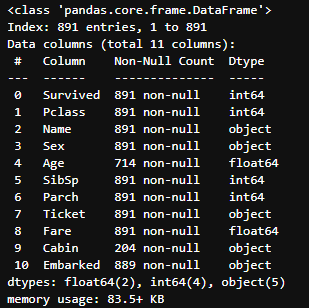 <class 'pandas.core.frame.DataFrame'>
Index: 891 entries, 1 to 891
Data columns (total 11 columns):
 #   Column    Non-Null Count  Dtype
---  ------    --------------  -----
 0   Survived  891 non-null    int64
 1   Pclass    891 non-null    int64
 2   Name      891 non-null    object
 3   Sex       891 non-null    object
 4   Age       714 non-null    float64
 5   SibSp     891 non-null    int64
 6   Parch     891 non-null    int64
 7   Ticket    891 non-null    object
 8   Fare      891 non-null    float64
 9   Cabin     204 non-null    object
 10  Embarked  889 non-null    object
dtypes: float64(2), int64(4), object(5)
memory usage: 83.5+ KB